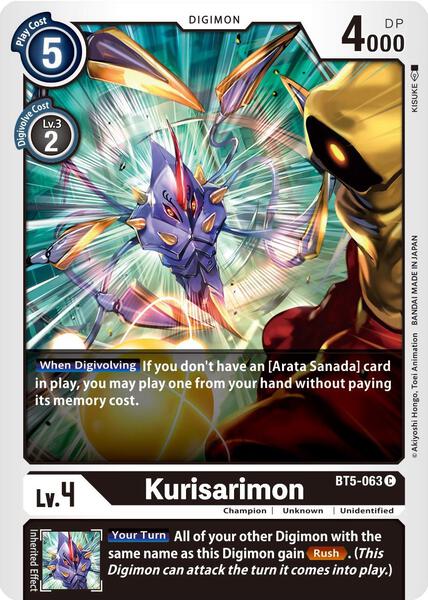 Play Cost
5
DIGIMON
DP
4000
Digivolve Cost
Lv.3
2
KISUKE
© Akiyoshi Hongo, Toei Animation BANDAI MADE IN JAPAN
When Digivolving If you don't have an [Arata Sanada] card
in play, you may play one from your hand without paying
its memory cost.
BT5-063 C
Lv.4
Kurisarimon
Champion | Unknown | Unidentified
Inherited Effect
Your Turn All of your other Digimon with the
same name as this Digimon gain Rush. (This
Digimon can attack the turn it comes into play.)